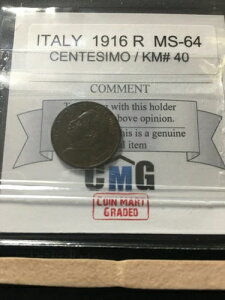 ITALY 1916 R MS-64
CENTESIMO / KM# 40
COMMENT
with this holder
above opinion.
is is a genuine
item
CMG
COIN MART
GRADED